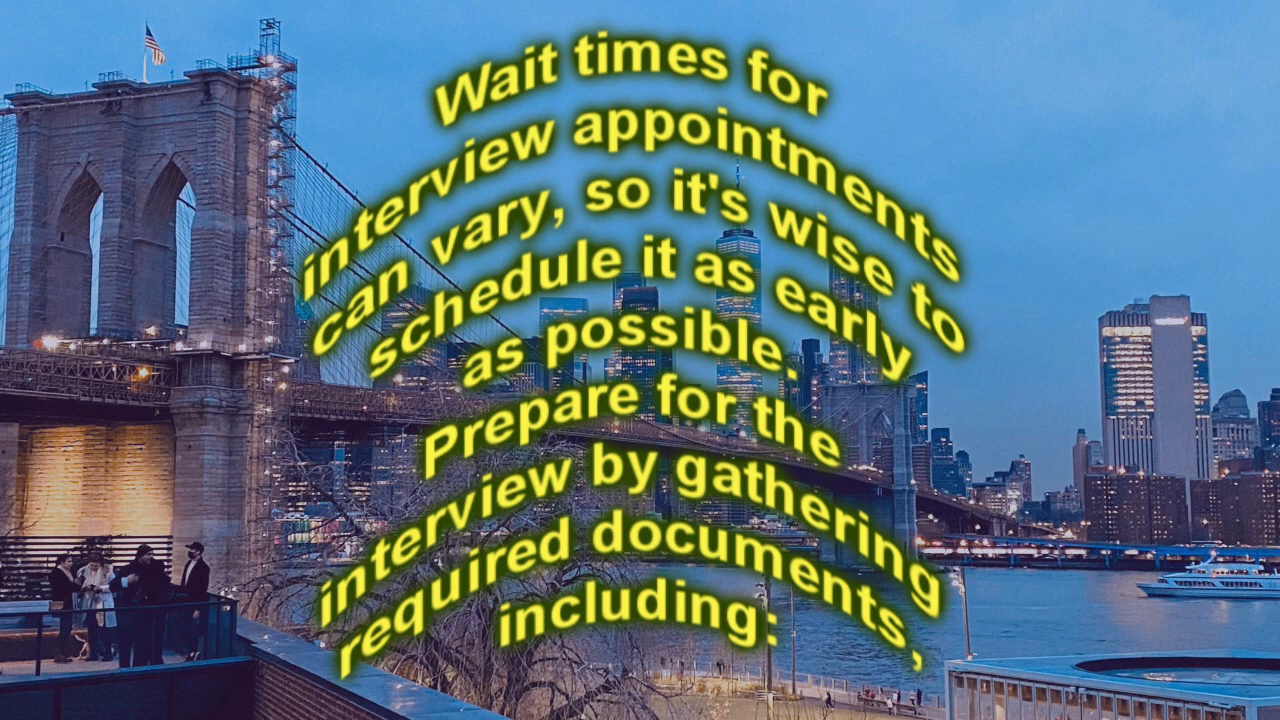 Wait times for
interview appointments
can vary, so it's wise to
schedule it as early
as possible.
Prepare for the
interview by gathering
required documents,
including: